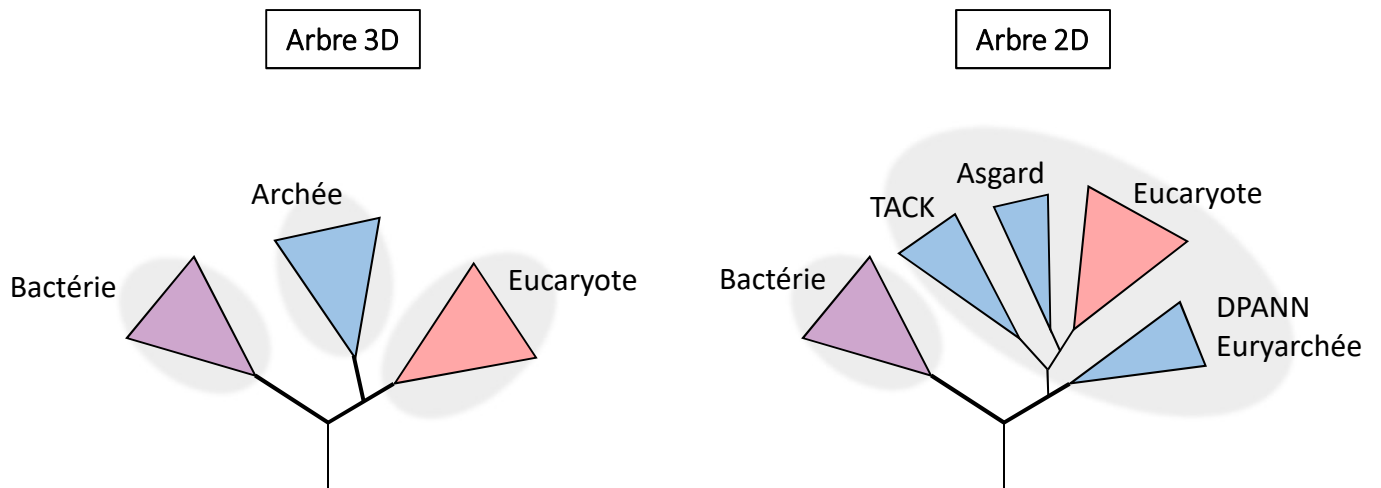 Arbre 3D
Archée
Bactérie
Eucaryote
Arbre 2D
Asgard
TACK
Eucaryote
Bactérie
DPANN
Euryarchée